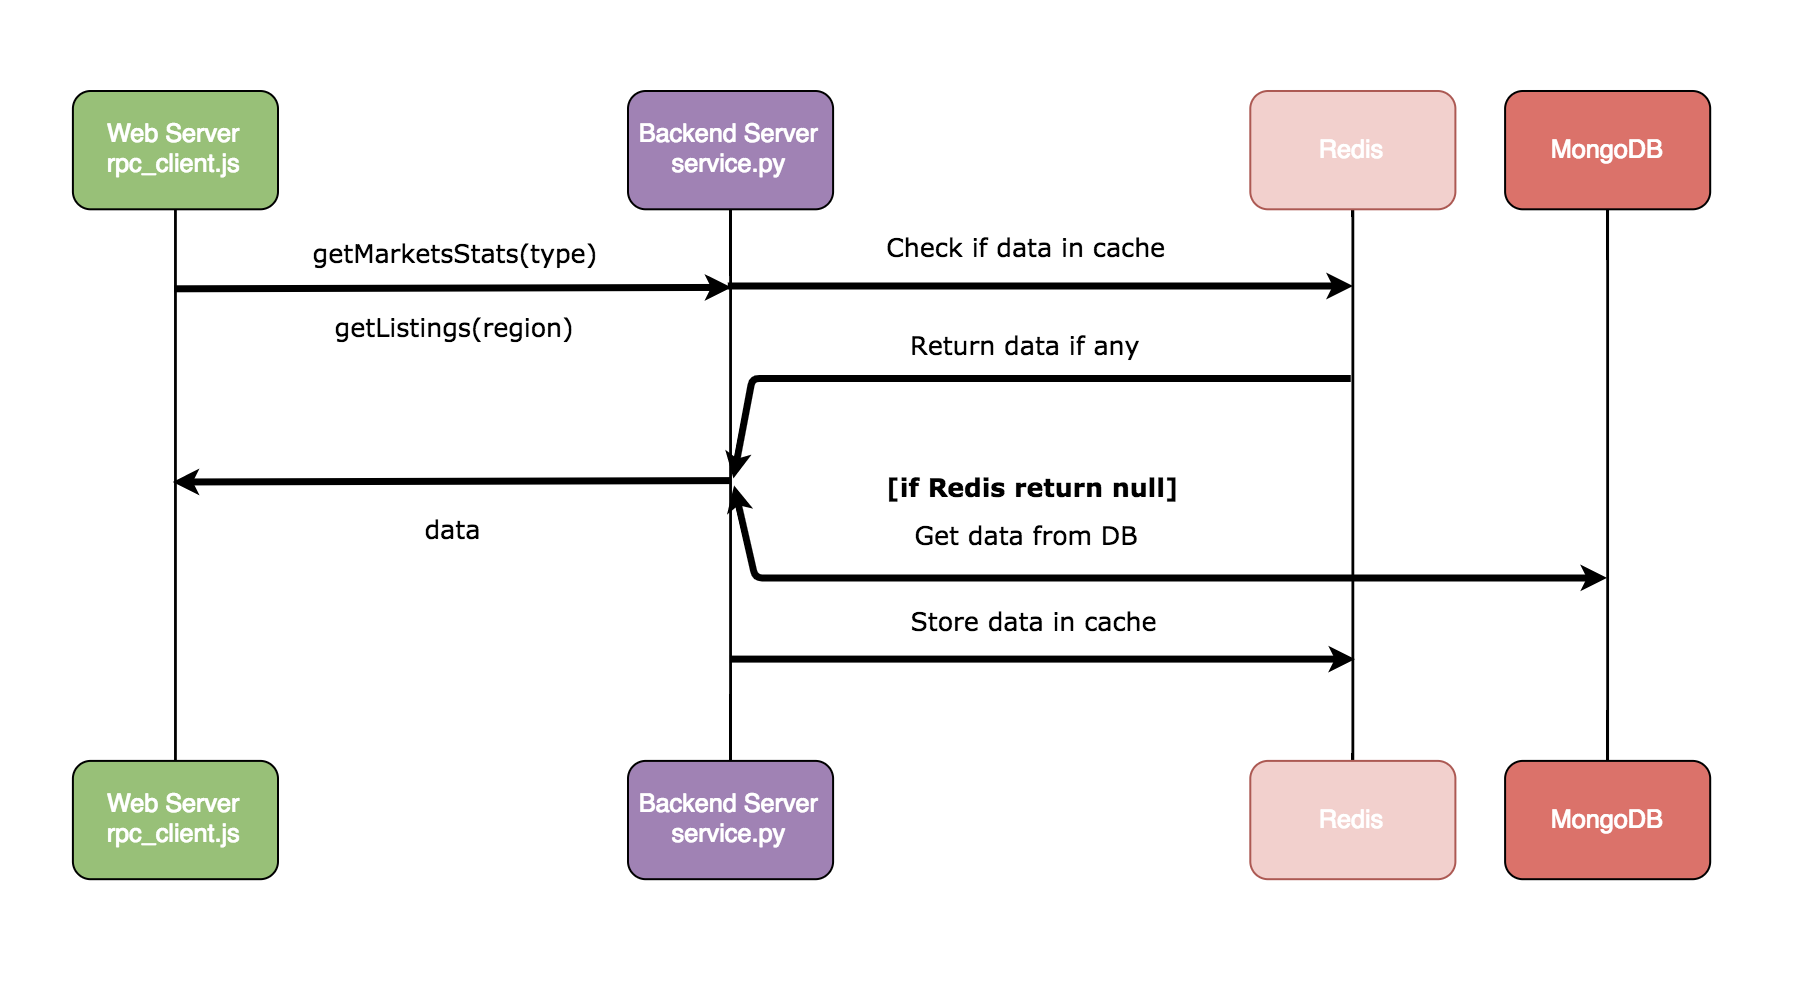 Web Server
rpc_client.js
Backend Server
service.py
Redis
MongoDB
getMarketsStats(type)
Check if data in cache
getListings(region)
Return data if any
[if Redis return null]
data
Get data from DB
Store data in cache
Web Server
rpc_client.js
Backend Server
service.py
Redis
MongoDB